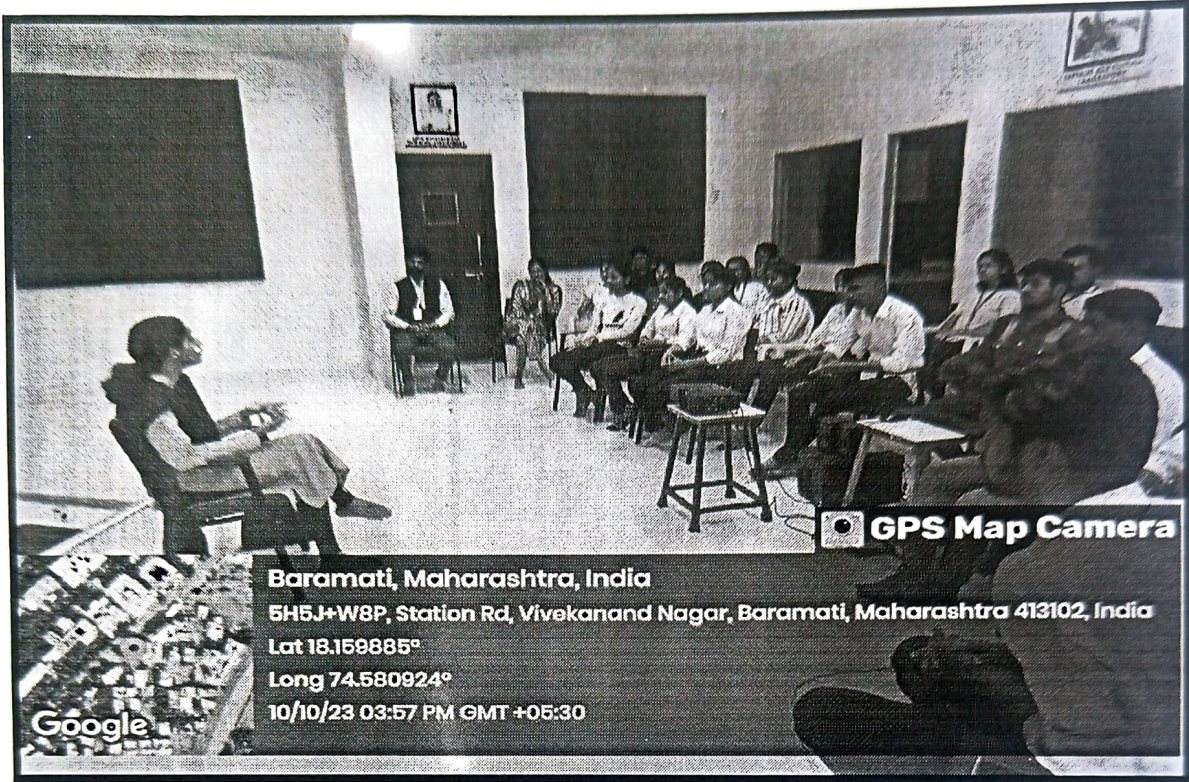 GPS Map Camera
Baramati, Maharashtra, India
5H5J+W8P, Station Rd, Vivekanand Nagar, Baramati, Maharashtra 413102, India
Lat 18.159885°
Long 74.580924°
10/10/23 03:57 PM GMT +05:30
Google